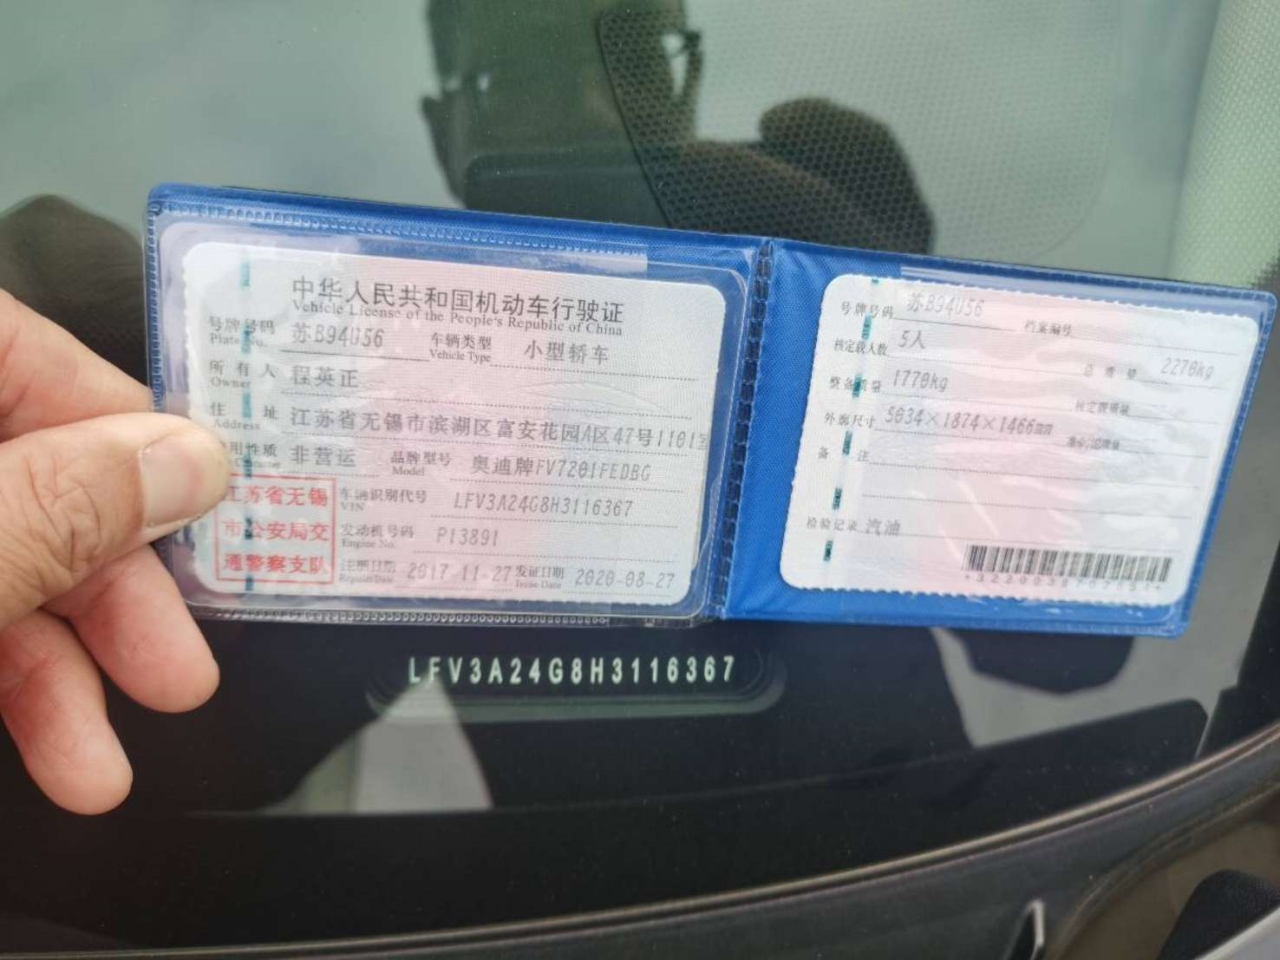 中华人民共和国机动车行驶证
Vehicle License of the People's Republic of China
号牌号码 苏B94U56 车辆类型 小型轿车
Plate No. Vehicle Type
所有人 程英正
Owner
住址 江苏省无锡市滨湖区富安花园A区47号1101室
Address
使用性质 非营运 品牌型号 奥迪牌FV7201FEDBG
Model
江苏省无锡
市公安局交
通警察支队
车辆识别代号 LFV3A24G8H3116367
VIN
发动机号码 P13891
Engine No.
注册日期 2017-11-27 发证日期 2020-08-27
Register Date Issue Date
号牌号码 苏B94U56 档案编号
核定载人数 5人 总质量 2270kg
整备质量 1770kg 核定载质量
外廓尺寸 5034×1874×1466mm
备注
检验记录 汽油
LFV3A24G8H3116367